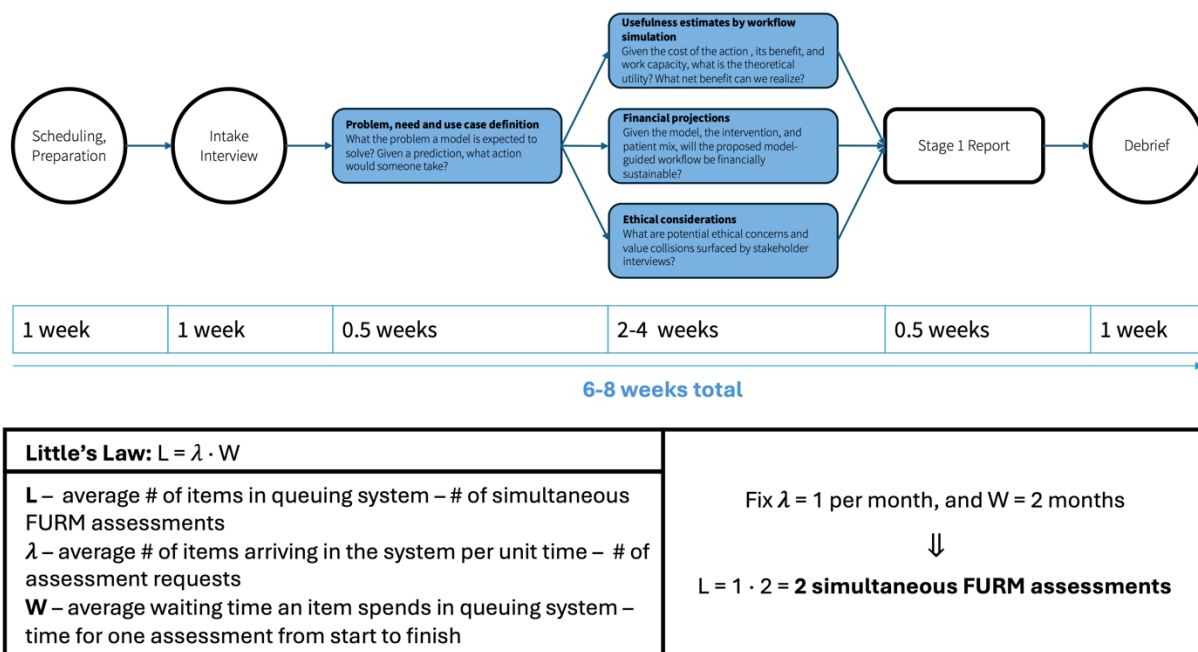 Scheduling,
Preparation
Intake
Interview
Problem, need and use case definition
What the problem a model is expected to
solve? Given a prediction, what action
would someone take?
Usefulness estimates by workflow
simulation
Given the cost of the action , its benefit, and
work capacity, what is the theoretical
utility? What net benefit can we realize?
Financial projections
Given the model, the intervention, and
patient mix, will the proposed model-
guided workflow be financially
sustainable?
Ethical considerations
What are potential ethical concerns and
value collisions surfaced by stakeholder
interviews?
Stage 1 Report
Debrief
1 week
1 week
0.5 weeks
2-4 weeks
0.5 weeks
1 week
6-8 weeks total
Little’s Law: L = λ · W
L – average # of items in queuing system – # of simultaneous
FURM assessments
λ – average # of items arriving in the system per unit time – # of
assessment requests
W – average waiting time an item spends in queuing system –
time for one assessment from start to finish
Fix λ = 1 per month, and W = 2 months
⇓
L = 1 · 2 = 2 simultaneous FURM assessments